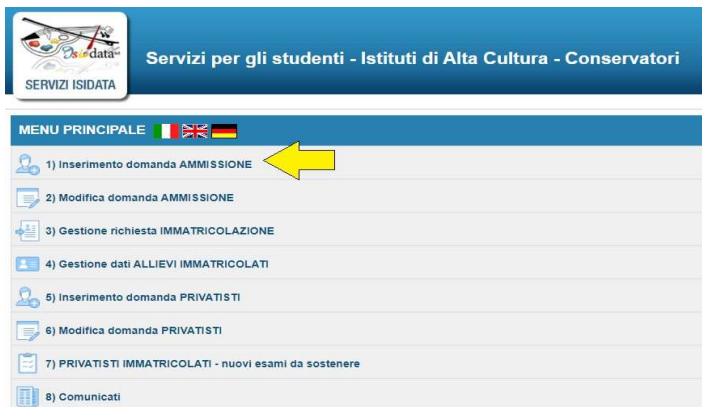 Isidata
SERVIZI ISIDATA
Servizi per gli studenti - Istituti di Alta Cultura - Conservatori
MENU PRINCIPALE
1) Inserimento domanda AMMISSIONE
2) Modifica domanda AMMISSIONE
3) Gestione richiesta IMMATRICOLAZIONE
4) Gestione dati ALLIEVI IMMATRICOLATI
5) Inserimento domanda PRIVATISTI
6) Modifica domanda PRIVATISTI
7) PRIVATISTI IMMATRICOLATI - nuovi esami da sostenere
8) Comunicati